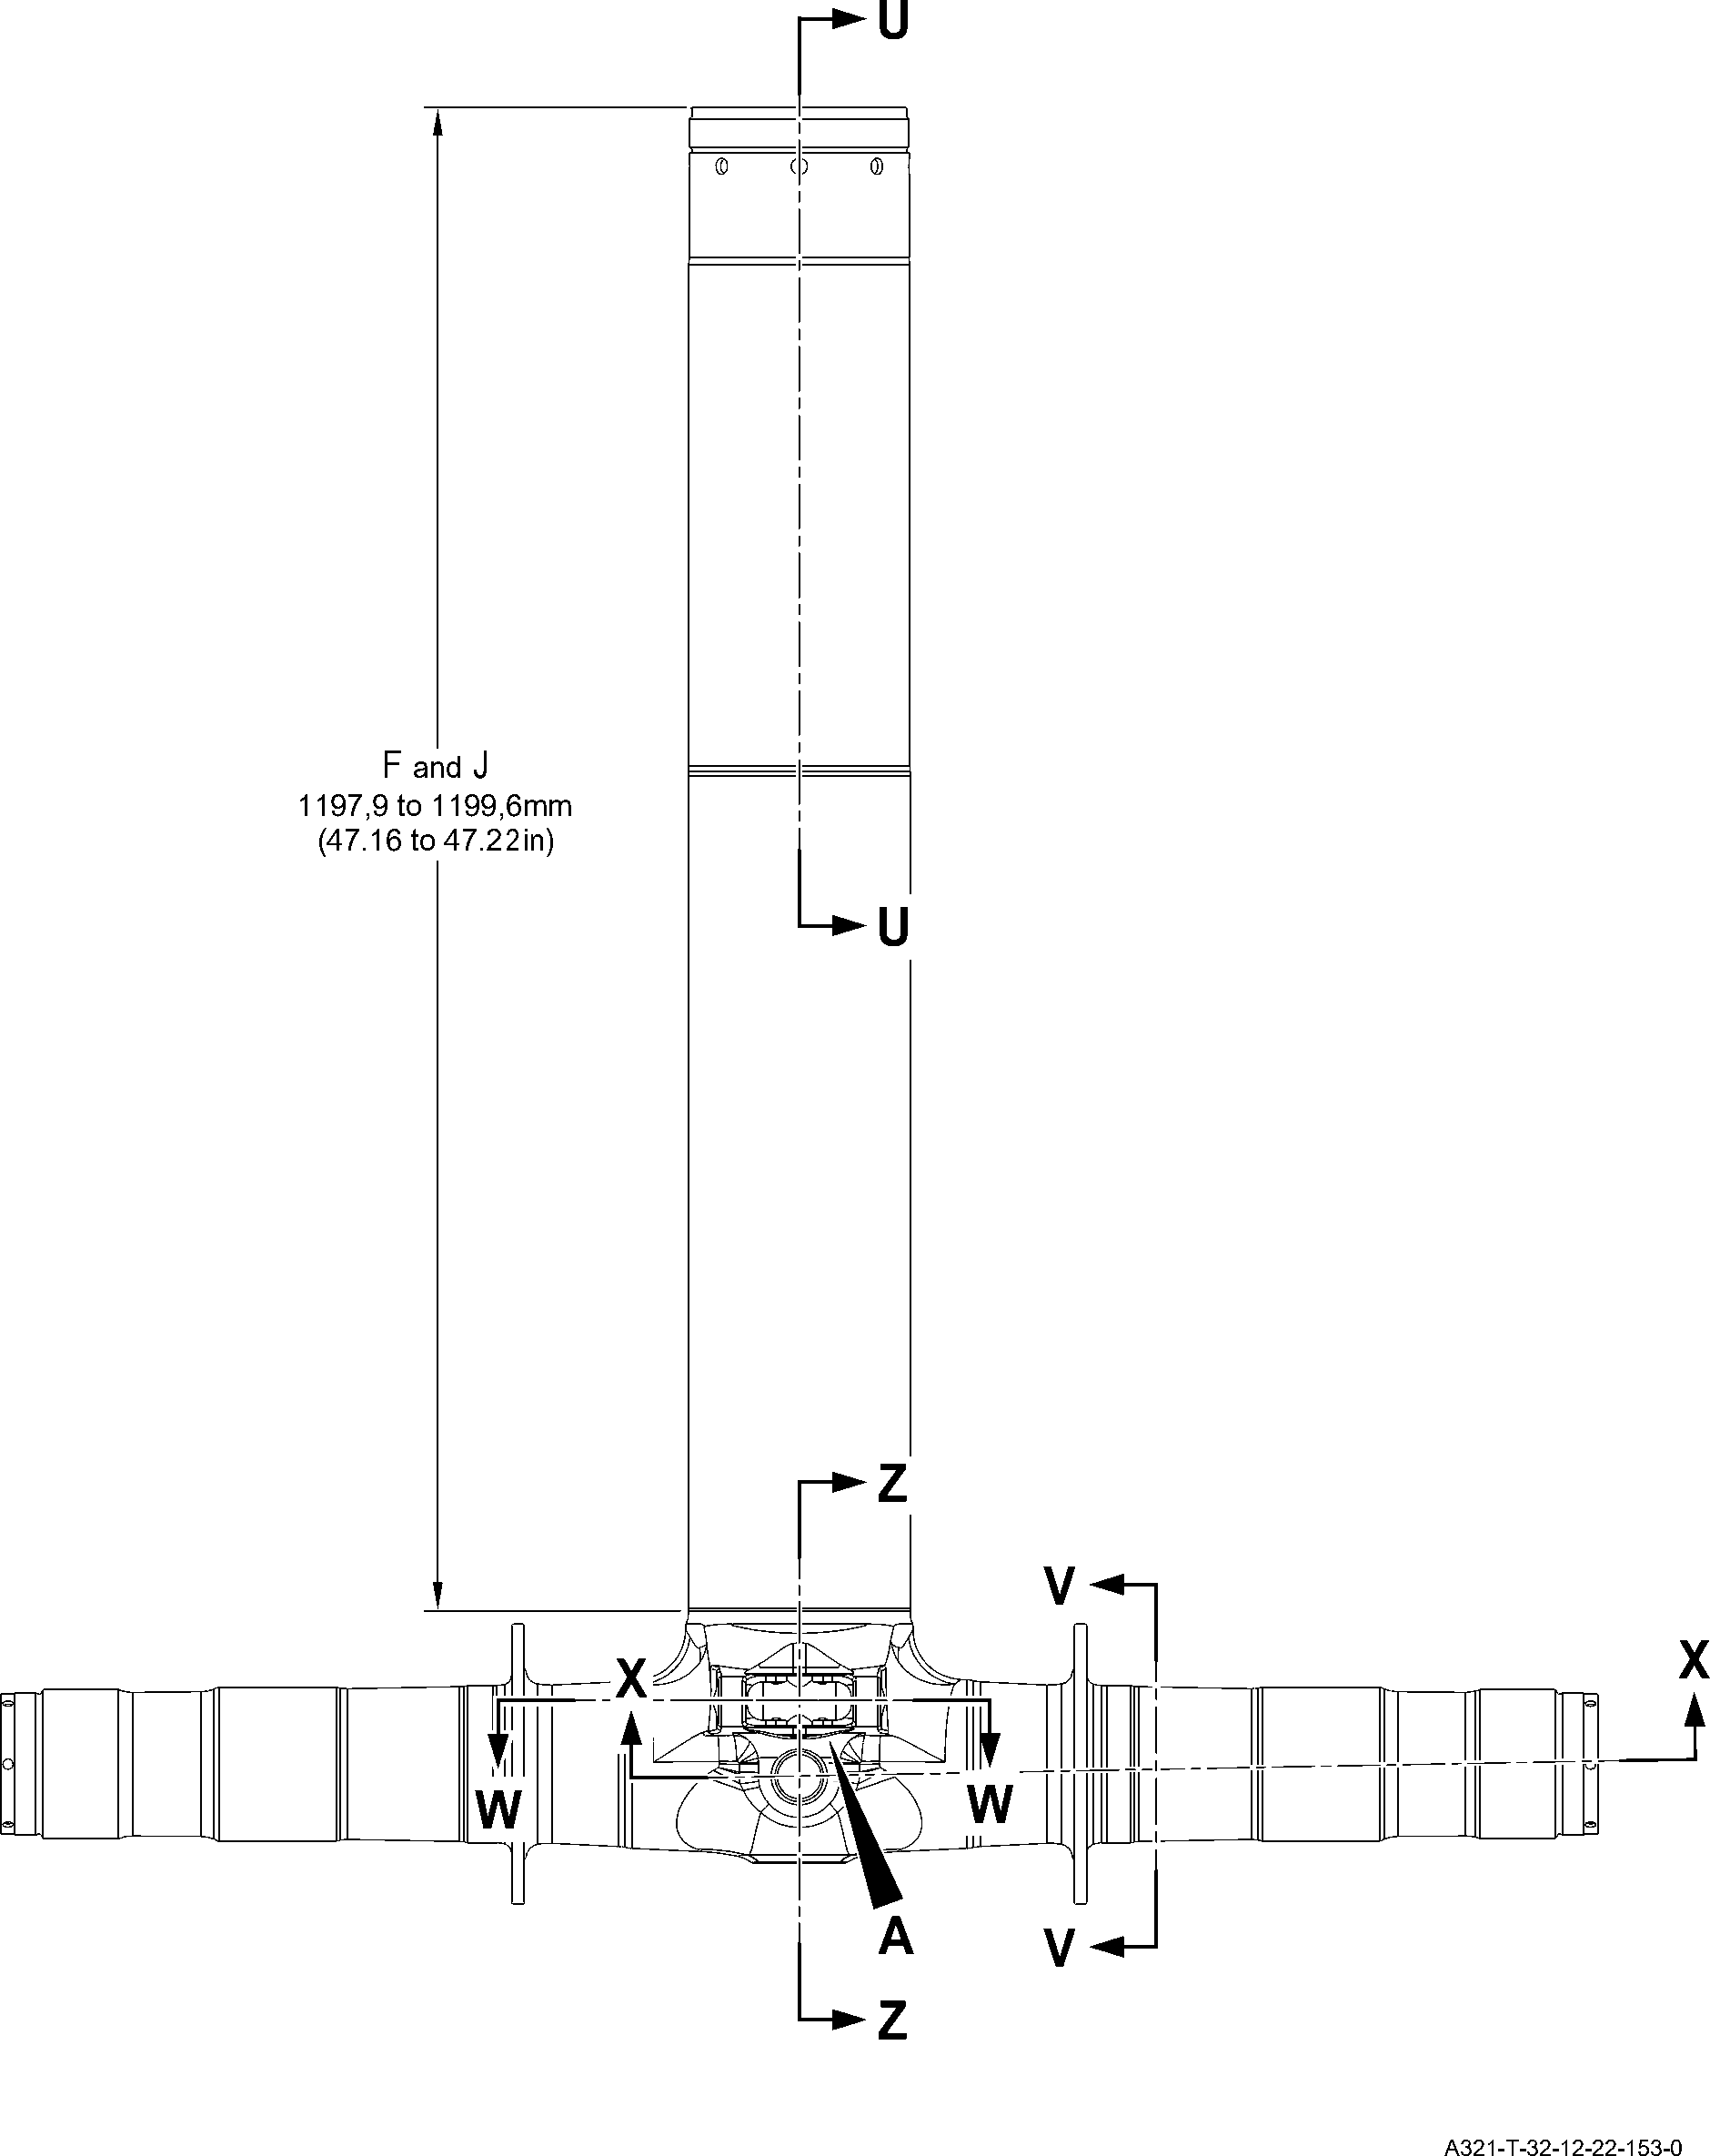 U
F and J
1197,9 to 1199,6mm
(47.16 to 47.22in)
U
Z
V
X
X
W
W
A
V
Z
A321-T-32-12-22-153-0